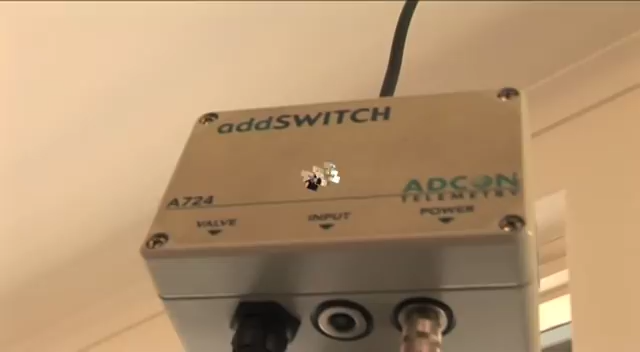 addSWITCH
A724
ADCON
TELEMETRY
VALVE
INPUT
POWER